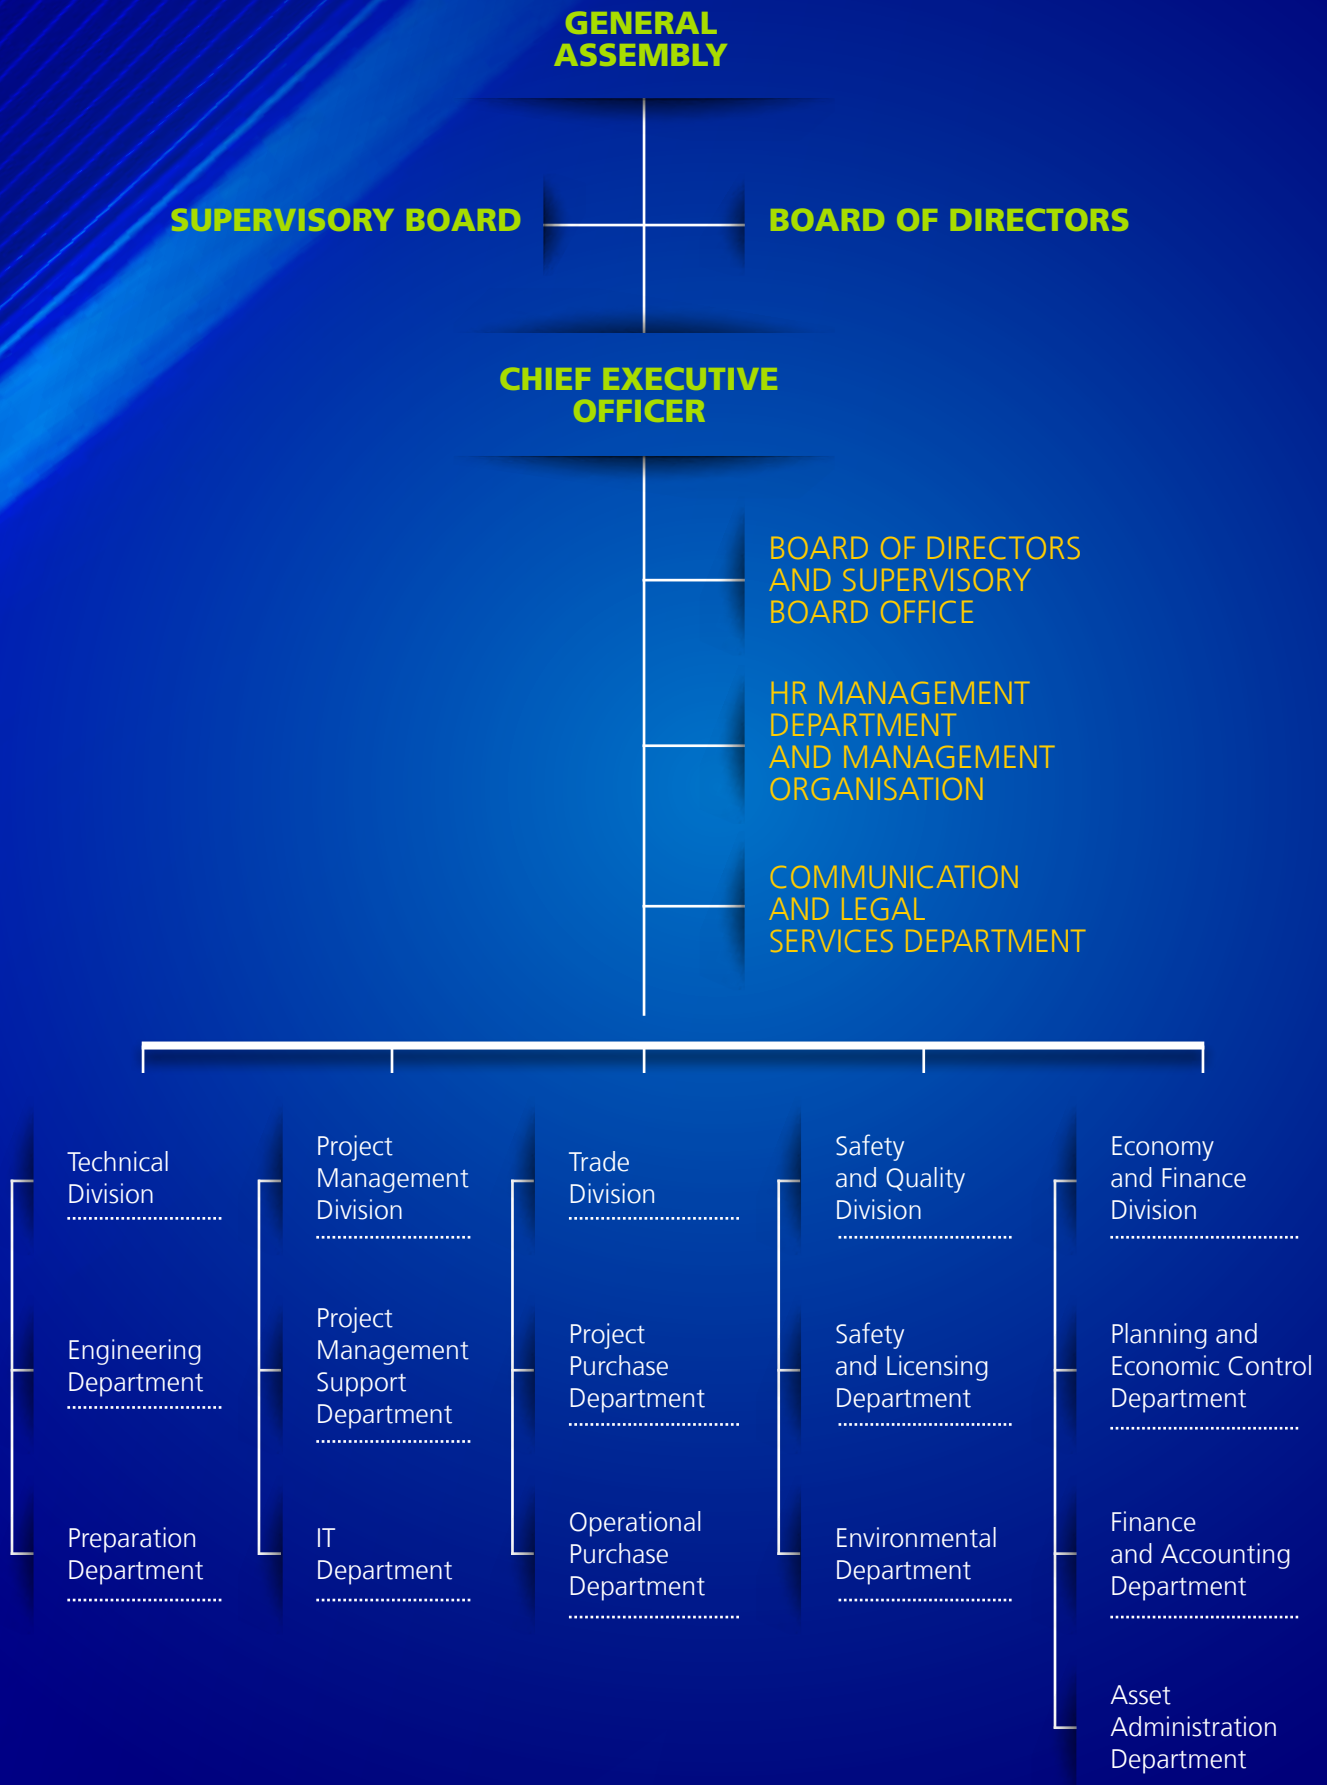 GENERAL
ASSEMBLY
SUPERVISORY BOARD
BOARD OF DIRECTORS
CHIEF EXECUTIVE
OFFICER
BOARD OF DIRECTORS
AND SUPERVISORY
BOARD OFFICE
HR MANAGEMENT
DEPARTMENT
AND MANAGEMENT
ORGANISATION
COMMUNICATION
AND LEGAL
SERVICES DEPARTMENT
Technical
Division
Engineering
Department
Preparation
Department
Project
Management
Division
Project
Management
Support
Department
IT
Department
Trade
Division
Project
Purchase
Department
Operational
Purchase
Department
Safety
and Quality
Division
Safety
and Licensing
Department
Environmental
Department
Economy
and Finance
Division
Planning and
Economic Control
Department
Finance
and Accounting
Department
Asset
Administration
Department